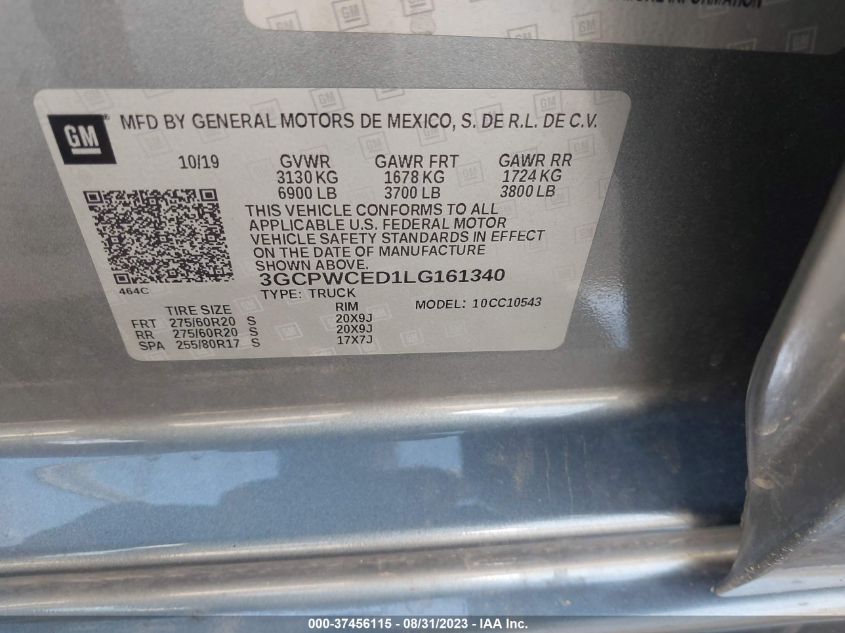 INFORMATION
GM
MFD BY GENERAL MOTORS DE MEXICO, S. DE R.L. DE C.V.
10/19 GVWR GAWR FRT GAWR RR
3130 KG 1678 KG 1724 KG
6900 LB 3700 LB 3800 LB
THIS VEHICLE CONFORMS TO ALL
APPLICABLE U.S. FEDERAL MOTOR
VEHICLE SAFETY STANDARDS IN EFFECT
ON THE DATE OF MANUFACTURE
SHOWN ABOVE.
3GCPWCED1LG161340
464C
TYPE: TRUCK MODEL: 10CC10543
TIRE SIZE RIM
FRT 275/60R20 S 20X9J
RR 275/60R20 S 20X9J
SPA 255/80R17 S 17X7J
000-37456115 - 08/31/2023 - IAA Inc.